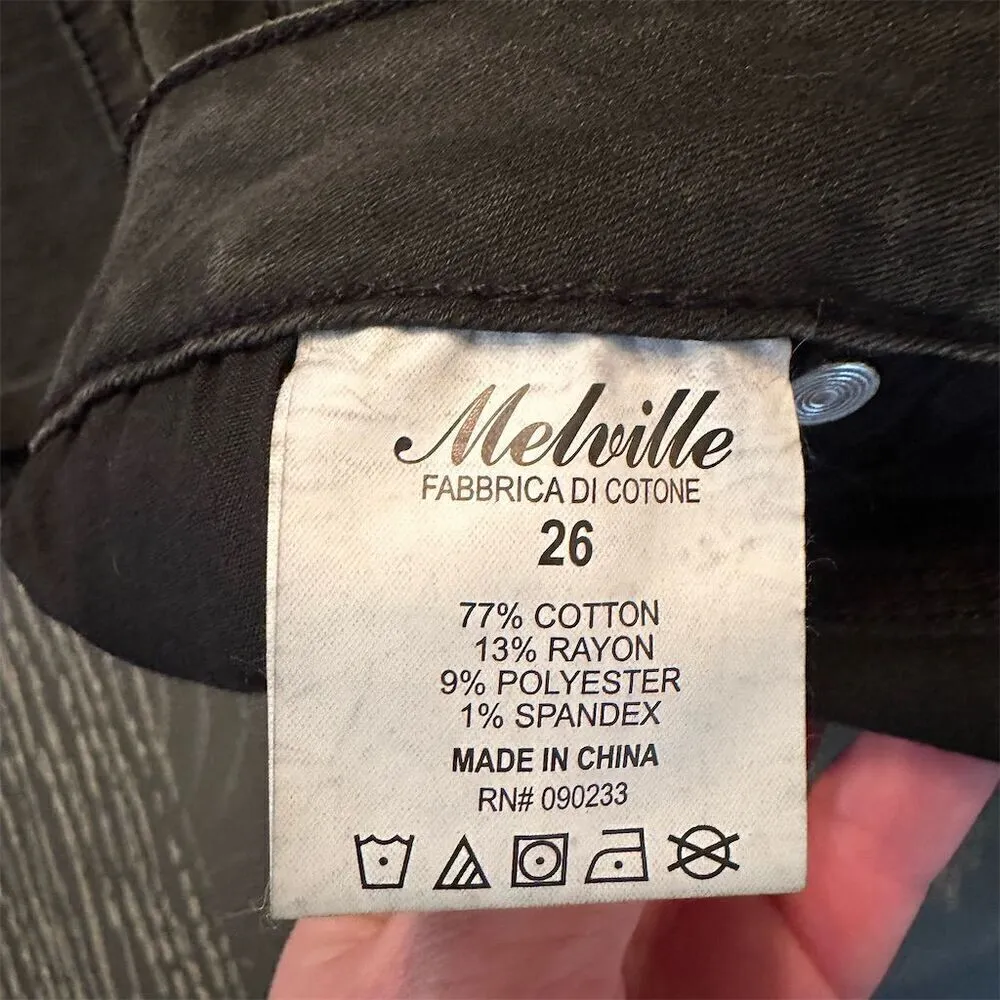 Melville
FABBRICA DI COTONE
26
77% COTTON
13% RAYON
9% POLYESTER
1% SPANDEX
MADE IN CHINA
RN# 090233